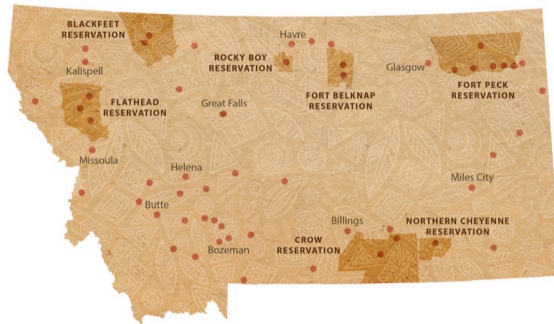 BLACKFEET
RESERVATION
Havre
ROCKY BOY
RESERVATION
Kalispell
Glasgow
FORT PECK
RESERVATION
FLATHEAD
RESERVATION
Great Falls
FORT BELKNAP
RESERVATION
Missoula
Helena
Miles City
Butte
Billings
NORTHERN CHEYENNE
RESERVATION
CROW
RESERVATION
Bozeman